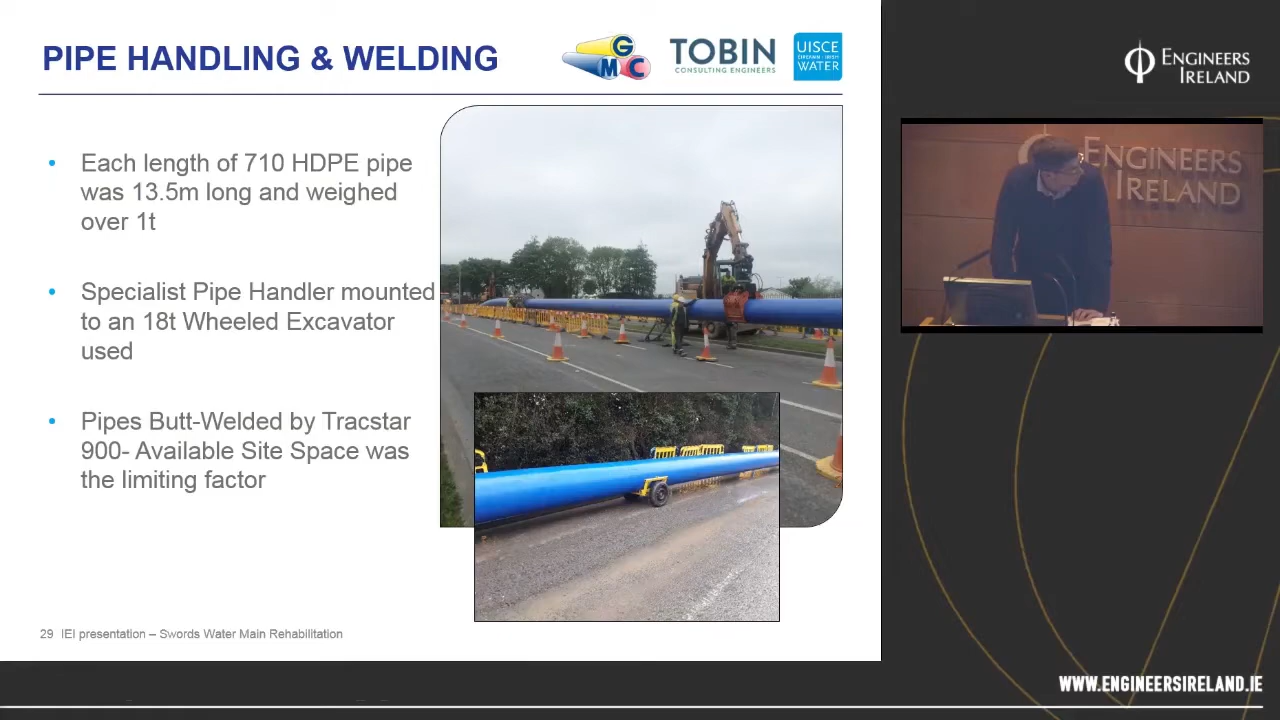 PIPE HANDLING & WELDING
G
M C
TOBIN
CONSULTING ENGINEERS
UISCE
ÉIREANN : IRISH
WATER
ENGINEERS
IRELAND
ENGINEERS
IRELAND
• Each length of 710 HDPE pipe
was 13.5m long and weighed
over 1t
• Specialist Pipe Handler mounted
to an 18t Wheeled Excavator
used
• Pipes Butt-Welded by Tracstar
900- Available Site Space was
the limiting factor
29 IEI presentation – Swords Water Main Rehabilitation
WWW.ENGINEERSIRELAND.IE